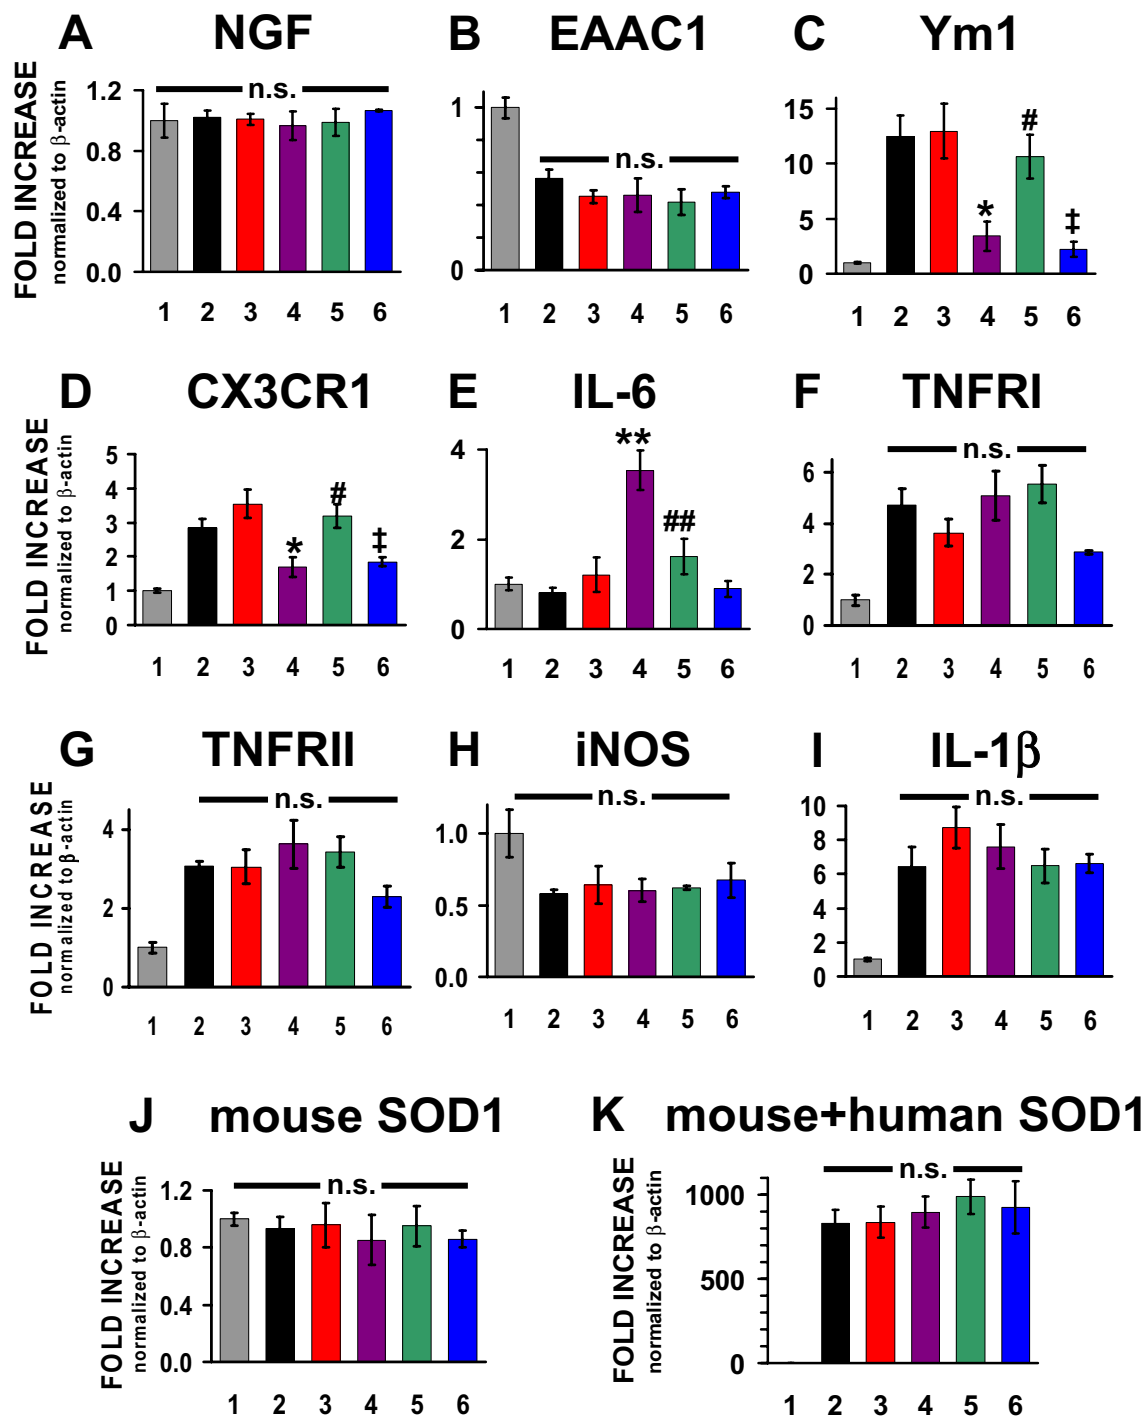 A NGF
B EAAC1
C Ym1
FOLD INCREASE
normalized to β-actin
n.s.
1.2
0.8
0.4
0.0
1 2 3 4 5 6
n.s.
1
0
1 2 3 4 5 6
15
10
5
0
*
#
‡
1 2 3 4 5 6
D CX3CR1
E IL-6
F TNFRI
FOLD INCREASE
normalized to β-actin
5
4
3
2
1
0
*
#
‡
1 2 3 4 5 6
4
2
0
**
##
1 2 3 4 5 6
n.s.
6
4
2
0
1 2 3 4 5 6
G TNFRII
H iNOS
I IL-1β
FOLD INCREASE
normalized to β-actin
n.s.
4
2
0
1 2 3 4 5 6
n.s.
1.0
0.5
0.0
1 2 3 4 5 6
n.s.
10
8
6
4
2
0
1 2 3 4 5 6
J mouse SOD1
K mouse+human SOD1
FOLD INCREASE
normalized to β-actin
n.s.
1.2
0.8
0.4
0.0
1 2 3 4 5 6
FOLD INCREASE
normalized to β-actin
n.s.
1000
500
0
1 2 3 4 5 6